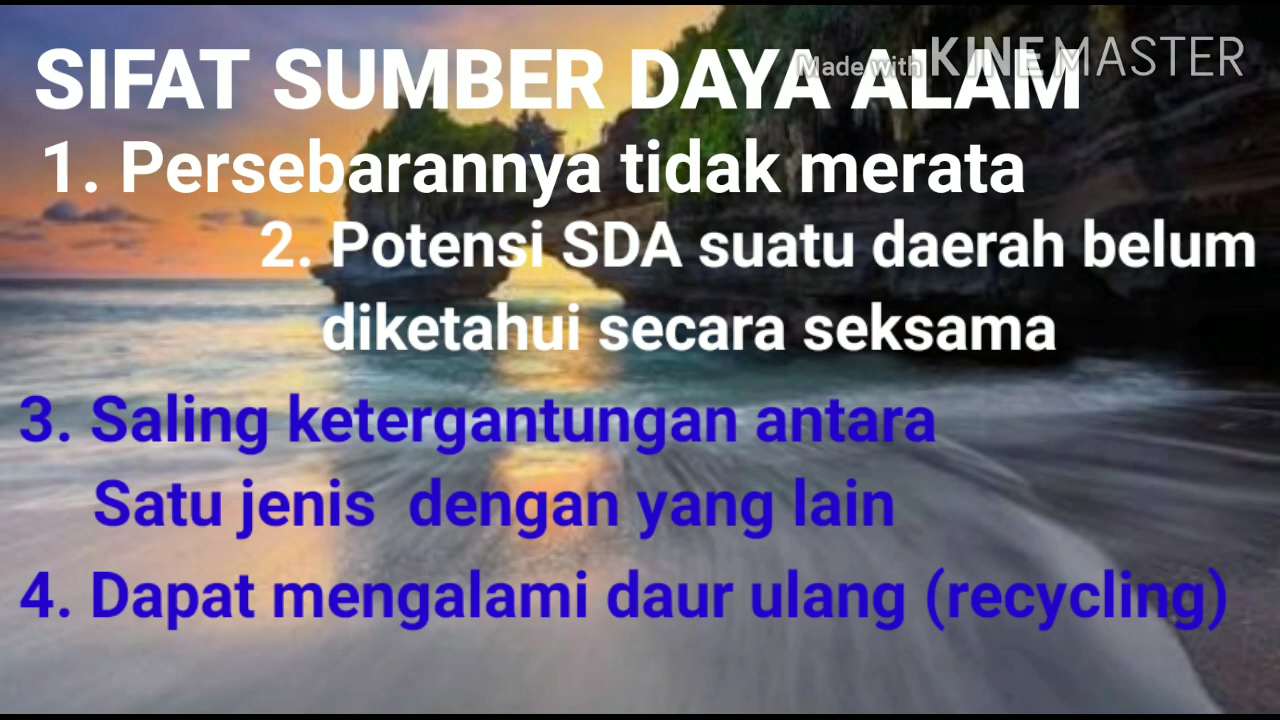 SIFAT SUMBER DAYA ALAM
Made with KINEMASTER
1. Persebarannya tidak merata
2. Potensi SDA suatu daerah belum
diketahui secara seksama
3. Saling ketergantungan antara
Satu jenis dengan yang lain
4. Dapat mengalami daur ulang (recycling)